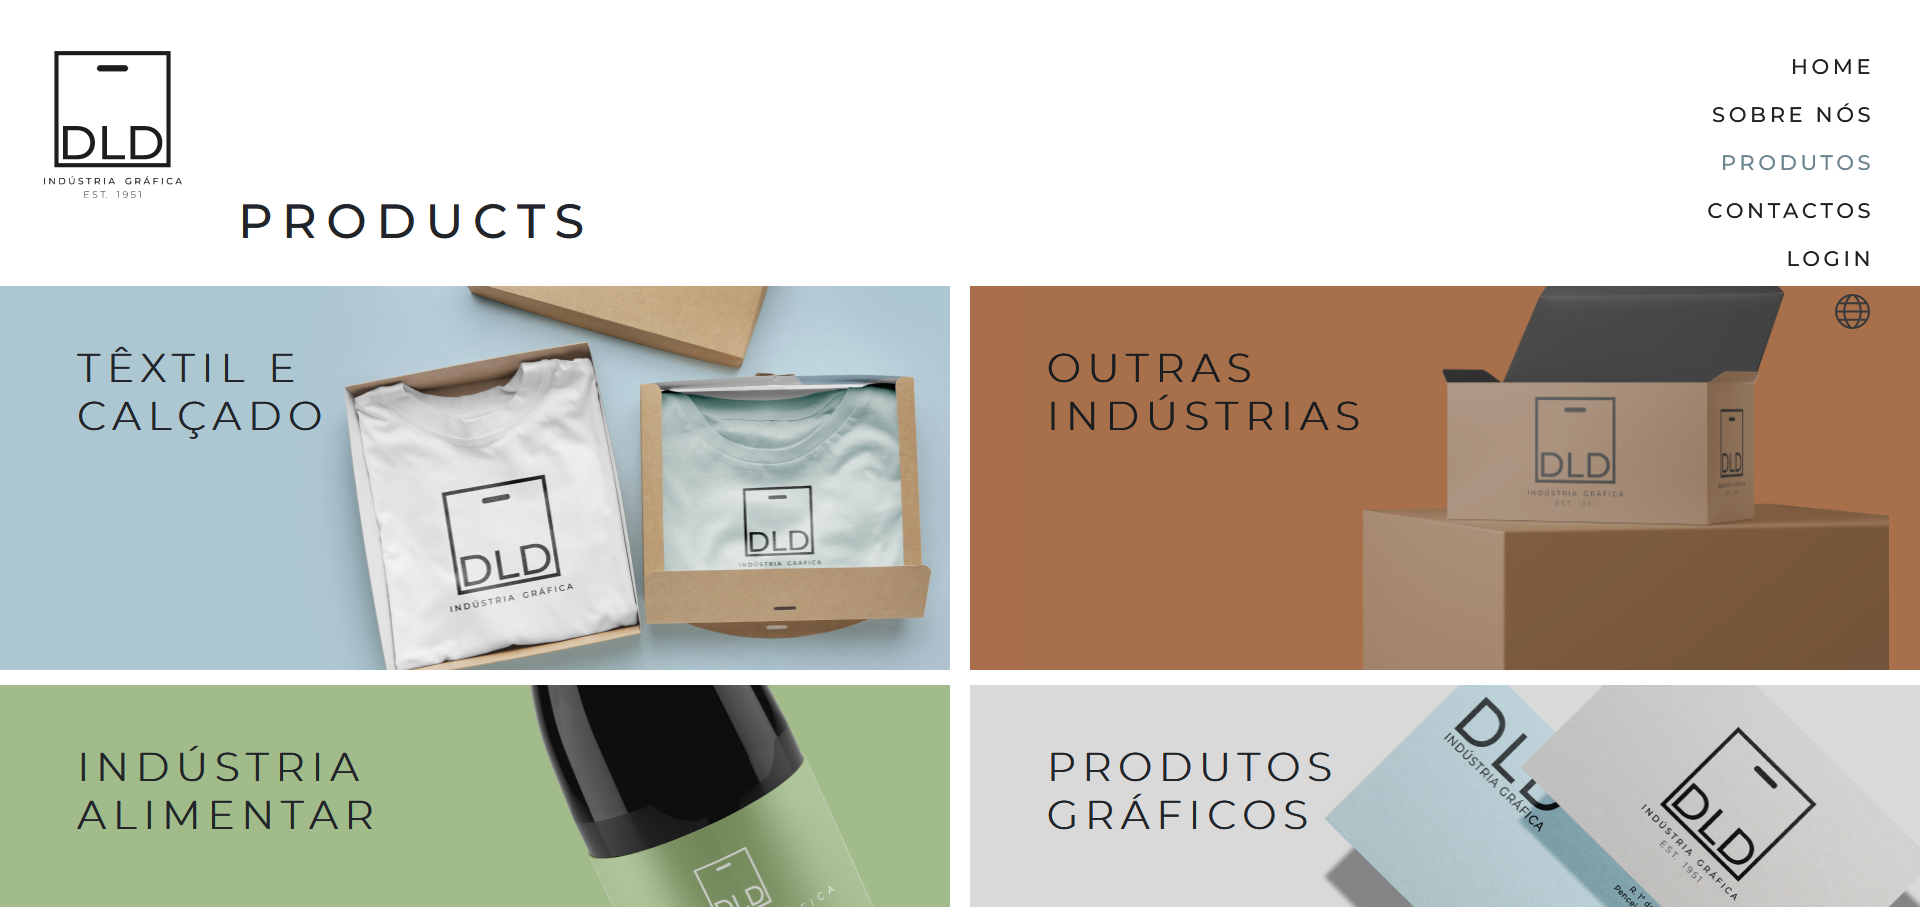 DLD
INDÚSTRIA GRÁFICA
EST. 1951
HOME
SOBRE NÓS
PRODUTOS
CONTACTOS
LOGIN
PRODUCTS
TÊXTIL E
CALÇADO
DLD
INDÚSTRIA GRÁFICA
DLD
INDÚSTRIA GRÁFICA
OUTRAS
INDÚSTRIAS
DLD
INDÚSTRIA GRÁFICA
EST. 1951
DLD
INDÚSTRIA
ALIMENTAR
DLD
PRODUTOS
GRÁFICOS
DLD
INDÚSTRIA GRÁFICA
R. 1º
DLD
INDÚSTRIA GRÁFICA
EST. 1951